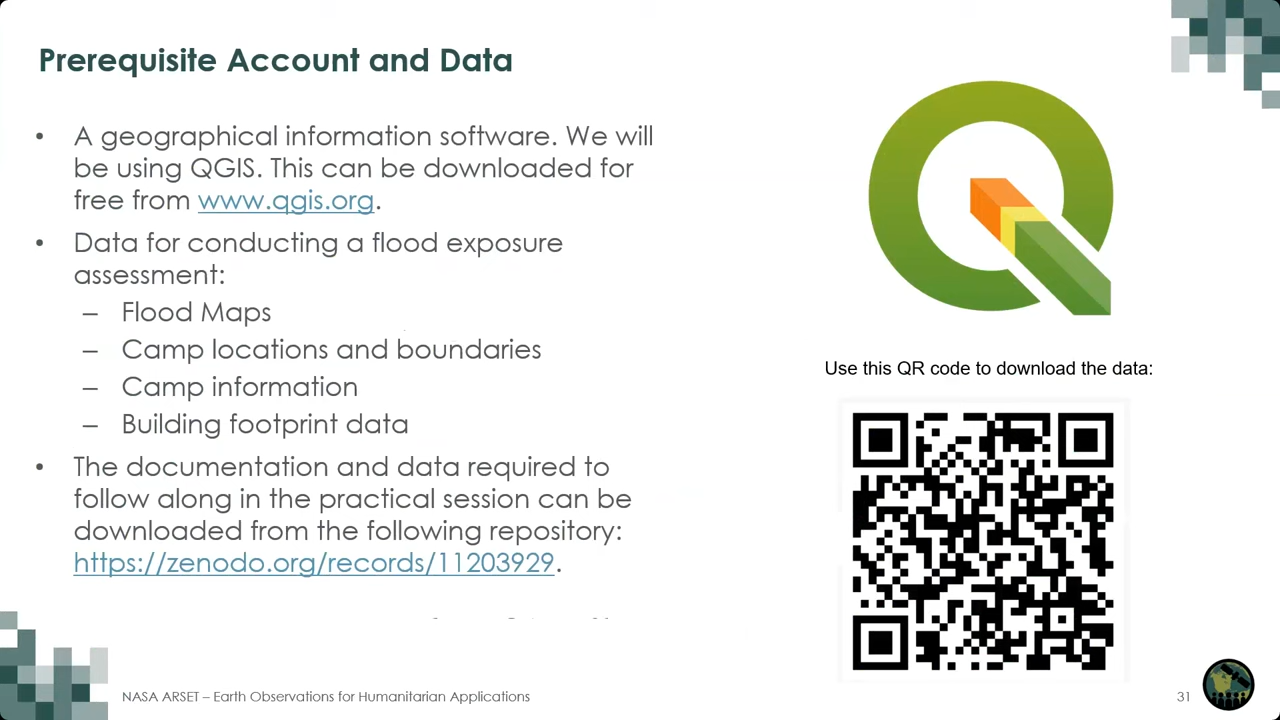 Prerequisite Account and Data
• A geographical information software. We will
be using QGIS. This can be downloaded for
free from www.qgis.org.
• Data for conducting a flood exposure
assessment:
– Flood Maps
– Camp locations and boundaries
– Camp information
– Building footprint data
• The documentation and data required to
follow along in the practical session can be
downloaded from the following repository:
https://zenodo.org/records/11203929.
Use this QR code to download the data:
NASA ARSET – Earth Observations for Humanitarian Applications
31